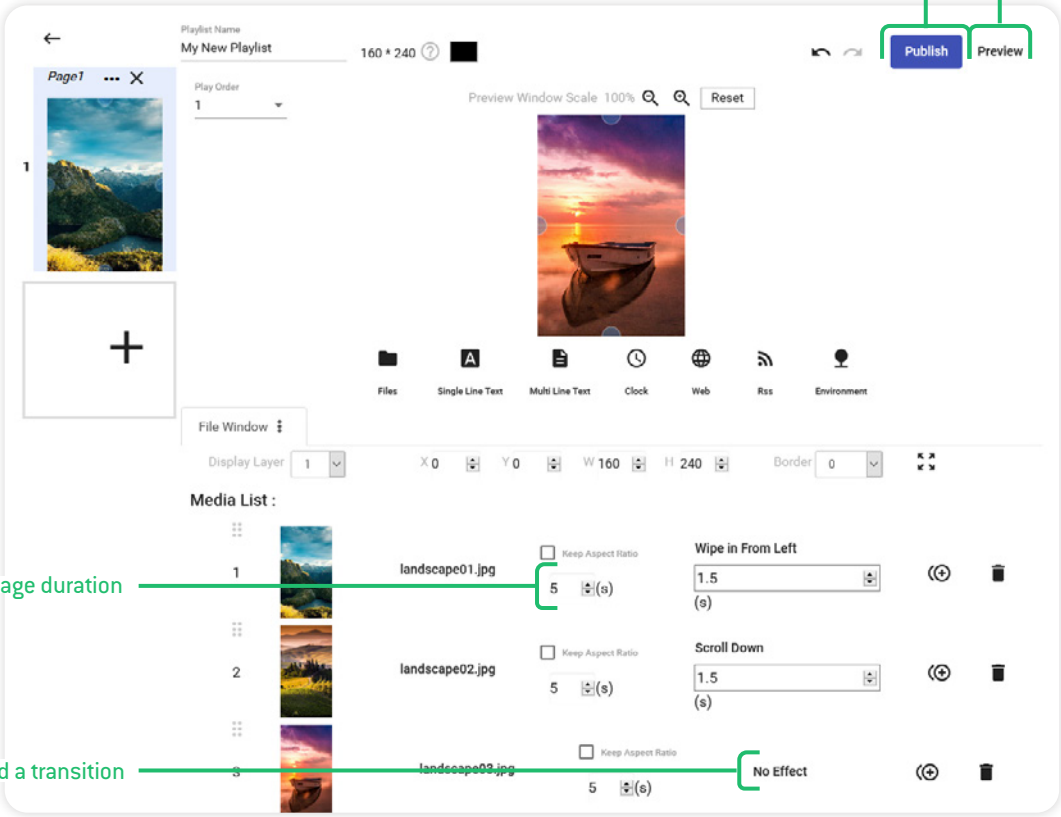 Playlist Name
My New Playlist
160 * 240 ?
Publish
Preview
Page1 ...
Play Order
1
Preview Window Scale 100%
Reset
1
Files
Single Line Text
Multi Line Text
Clock
Web
Rss
Environment
File Window
Display Layer 1
X 0
Y 0
W 160
H 240
Border 0
Media List :
1
landscape01.jpg
Keep Aspect Ratio
5 (s)
Wipe in From Left
1.5
(s)
age duration
2
landscape02.jpg
Keep Aspect Ratio
5 (s)
Scroll Down
1.5
(s)
3
landscape03.jpg
Keep Aspect Ratio
5 (s)
No Effect
d a transition